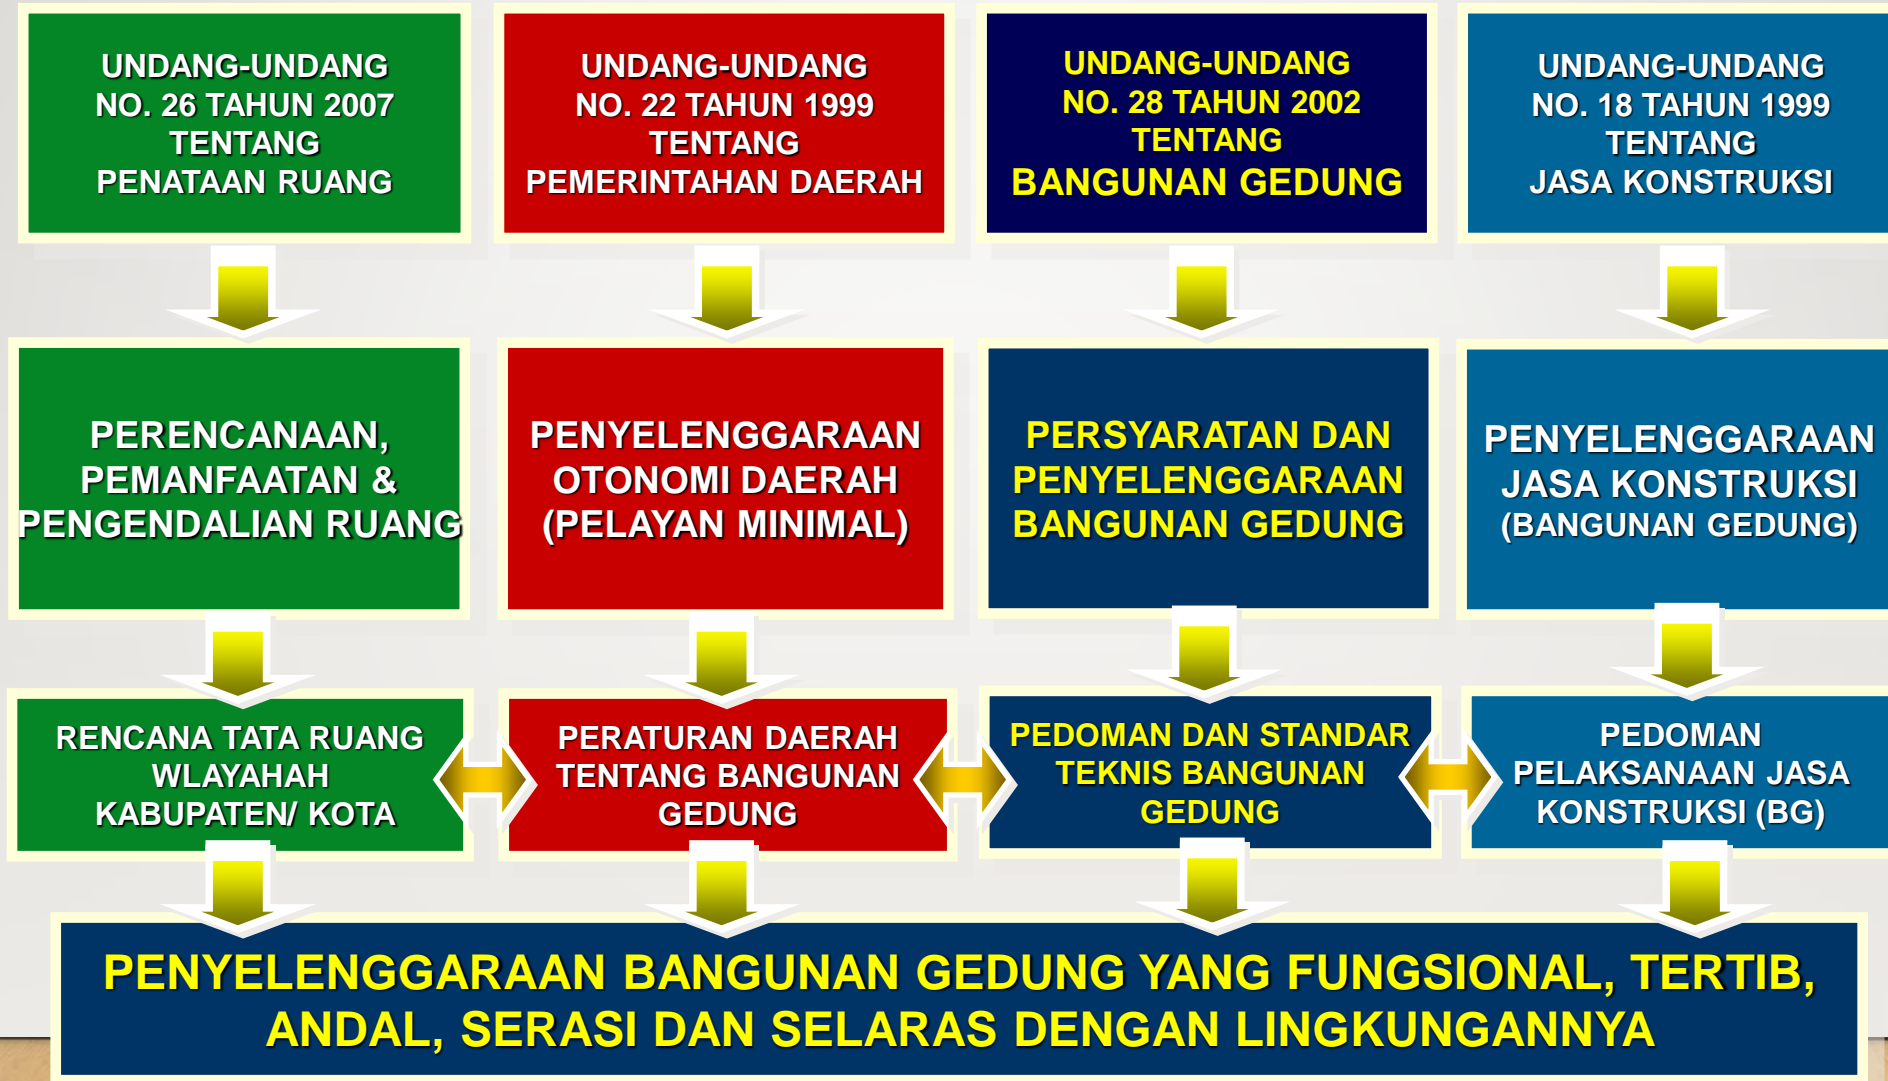 UNDANG-UNDANG
NO. 26 TAHUN 2007
TENTANG
PENATAAN RUANG
UNDANG-UNDANG
NO. 22 TAHUN 1999
TENTANG
PEMERINTAHAN DAERAH
UNDANG-UNDANG
NO. 28 TAHUN 2002
TENTANG
BANGUNAN GEDUNG
UNDANG-UNDANG
NO. 18 TAHUN 1999
TENTANG
JASA KONSTRUKSI
PERENCANAAN,
PEMANFAATAN &
PENGENDALIAN RUANG
PENYELENGGARAAN
OTONOMI DAERAH
(PELAYAN MINIMAL)
PERSYARATAN DAN
PENYELENGGARAAN
BANGUNAN GEDUNG
PENYELENGGARAAN
JASA KONSTRUKSI
(BANGUNAN GEDUNG)
RENCANA TATA RUANG
WLAYAHAH
KABUPATEN/ KOTA
PERATURAN DAERAH
TENTANG BANGUNAN
GEDUNG
PEDOMAN DAN STANDAR
TEKNIS BANGUNAN
GEDUNG
PEDOMAN
PELAKSANAAN JASA
KONSTRUKSI (BG)
PENYELENGGARAAN BANGUNAN GEDUNG YANG FUNGSIONAL, TERTIB,
ANDAL, SERASI DAN SELARAS DENGAN LINGKUNGANNYA